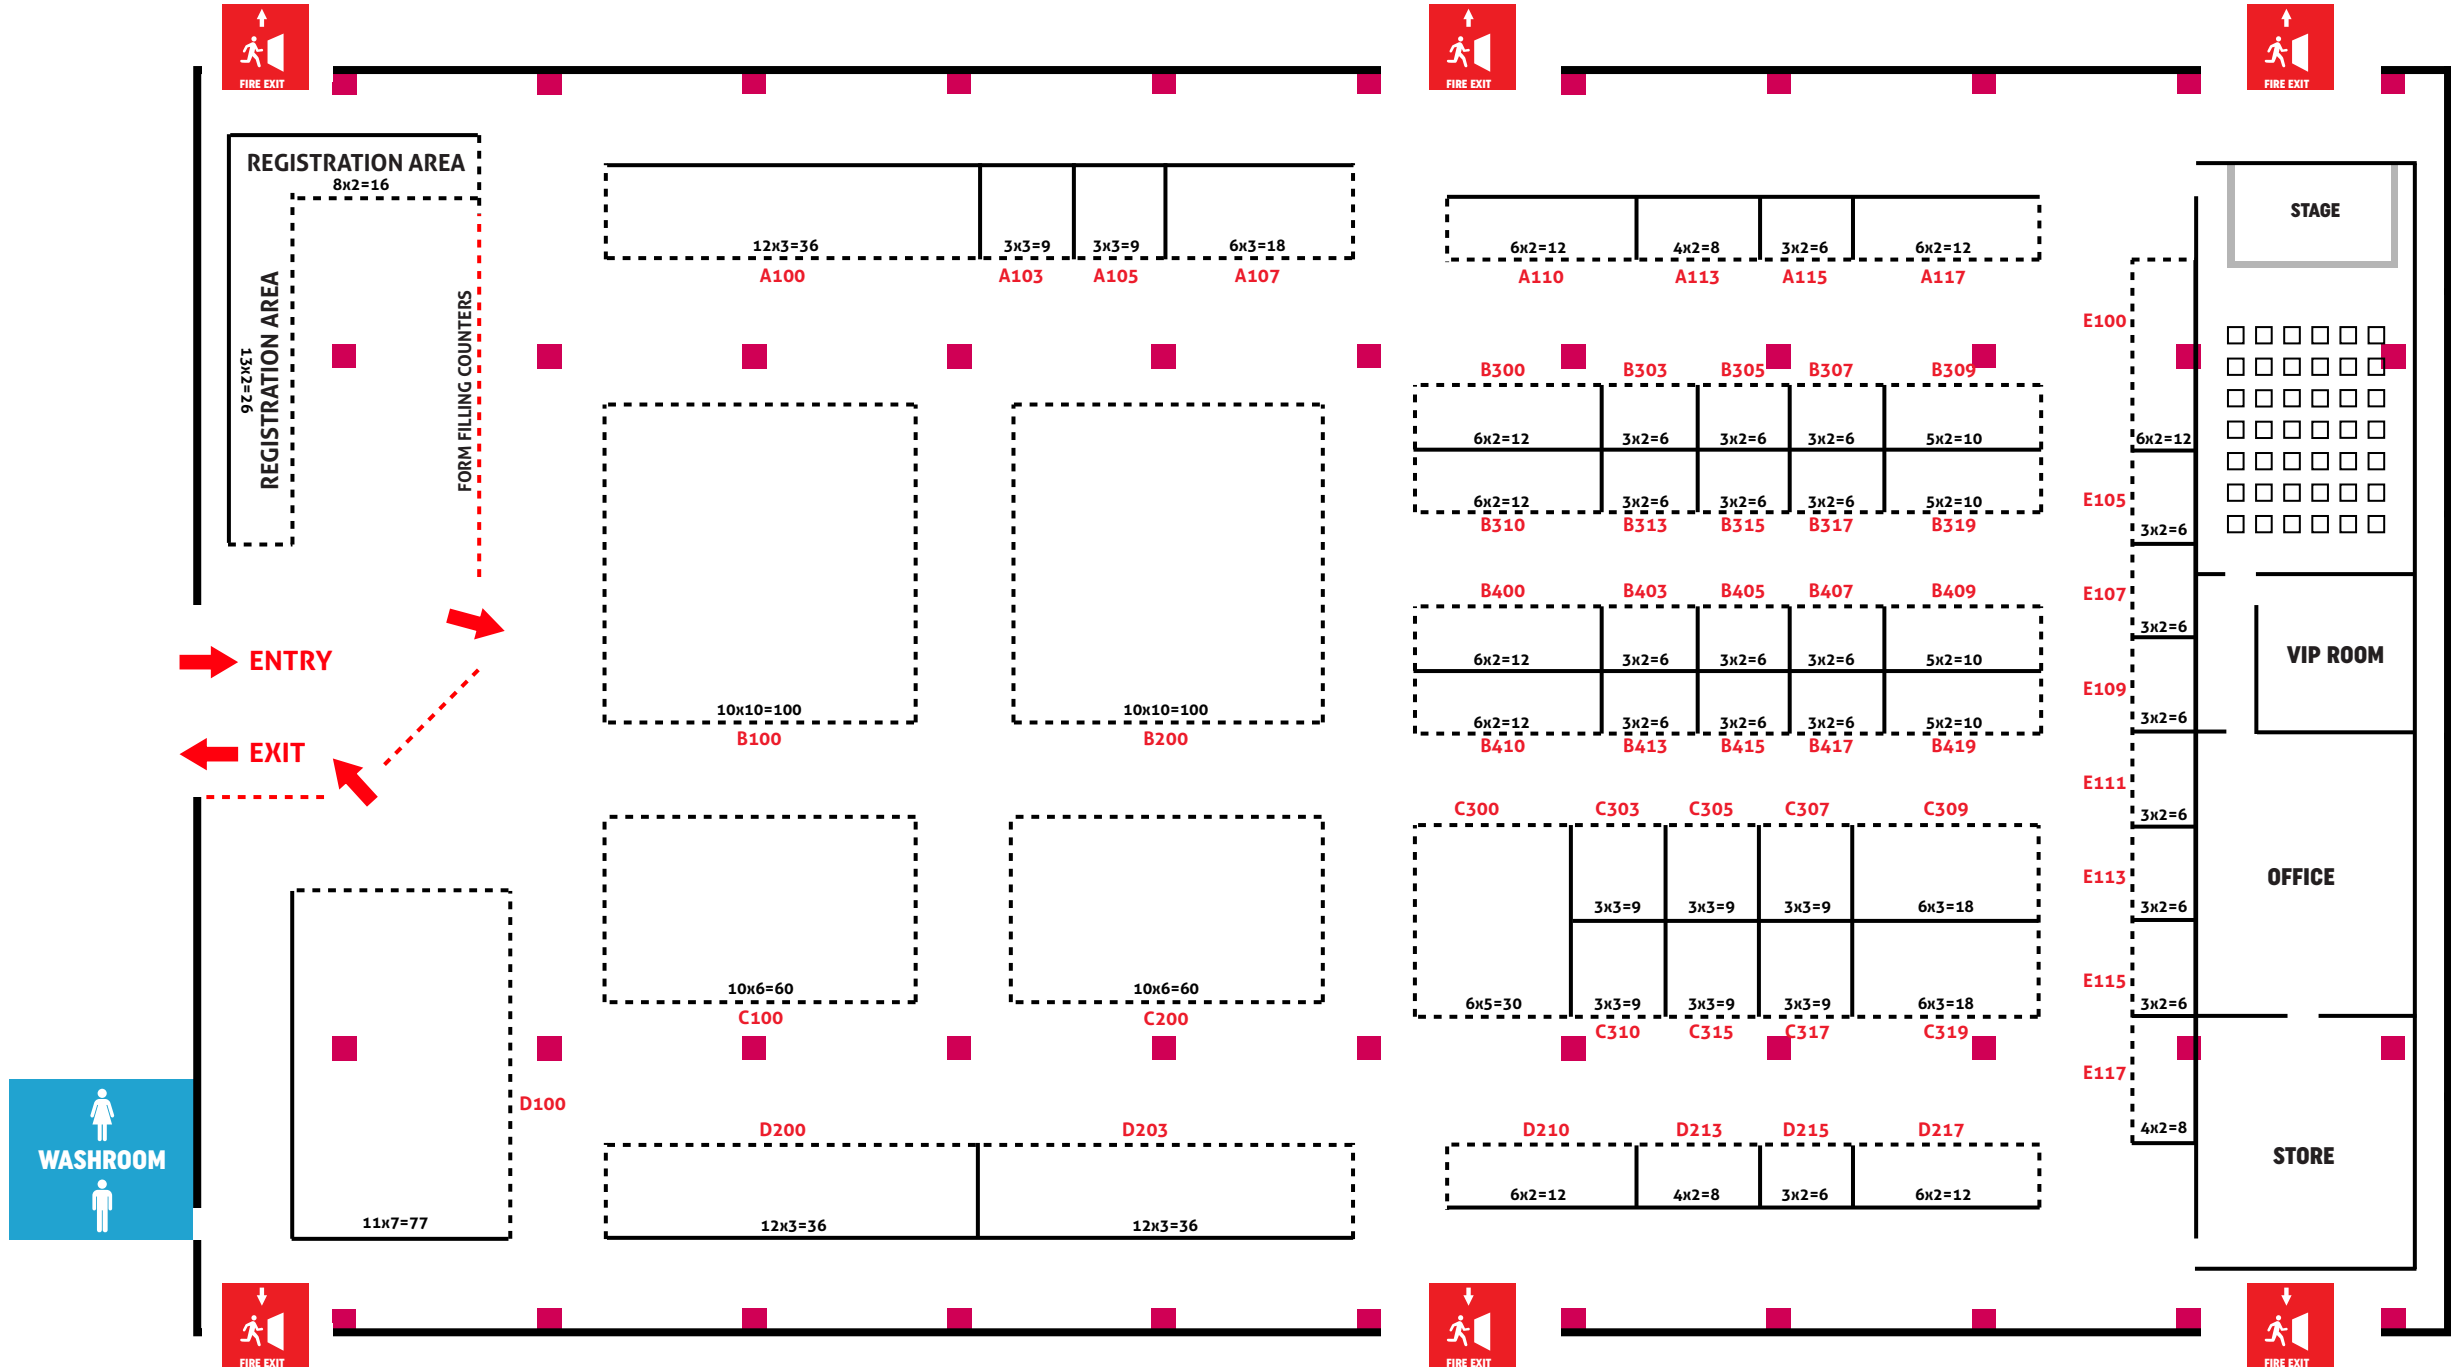 FIRE EXIT
FIRE EXIT
FIRE EXIT
REGISTRATION AREA
8x2=16
REGISTRATION AREA
13x2=26
FORM FILLING COUNTERS
12x3=36
3x3=9
3x3=9
6x3=18
A100
A103
A105
A107
6x2=12
4x2=8
3x2=6
6x2=12
A110
A113
A115
A117
STAGE
E100
6x2=12
E105
3x2=6
E107
3x2=6
E109
3x2=6
E111
3x2=6
E113
3x2=6
E115
3x2=6
E117
4x2=8
B300
B303
B305
B307
B309
6x2=12
3x2=6
3x2=6
3x2=6
5x2=10
6x2=12
3x2=6
3x2=6
3x2=6
5x2=10
B310
B313
B315
B317
B319
B400
B403
B405
B407
B409
6x2=12
3x2=6
3x2=6
3x2=6
5x2=10
6x2=12
3x2=6
3x2=6
3x2=6
5x2=10
B410
B413
B415
B417
B419
ENTRY
EXIT
10x10=100
B100
10x10=100
B200
VIP ROOM
OFFICE
STORE
C300
C303
C305
C307
C309
3x3=9
3x3=9
3x3=9
6x3=18
6x5=30
3x3=9
3x3=9
3x3=9
6x3=18
C310
C315
C317
C319
10x6=60
C100
10x6=60
C200
D100
11x7=77
WASHROOM
D200
D203
12x3=36
12x3=36
D210
D213
D215
D217
6x2=12
4x2=8
3x2=6
6x2=12
FIRE EXIT
FIRE EXIT
FIRE EXIT